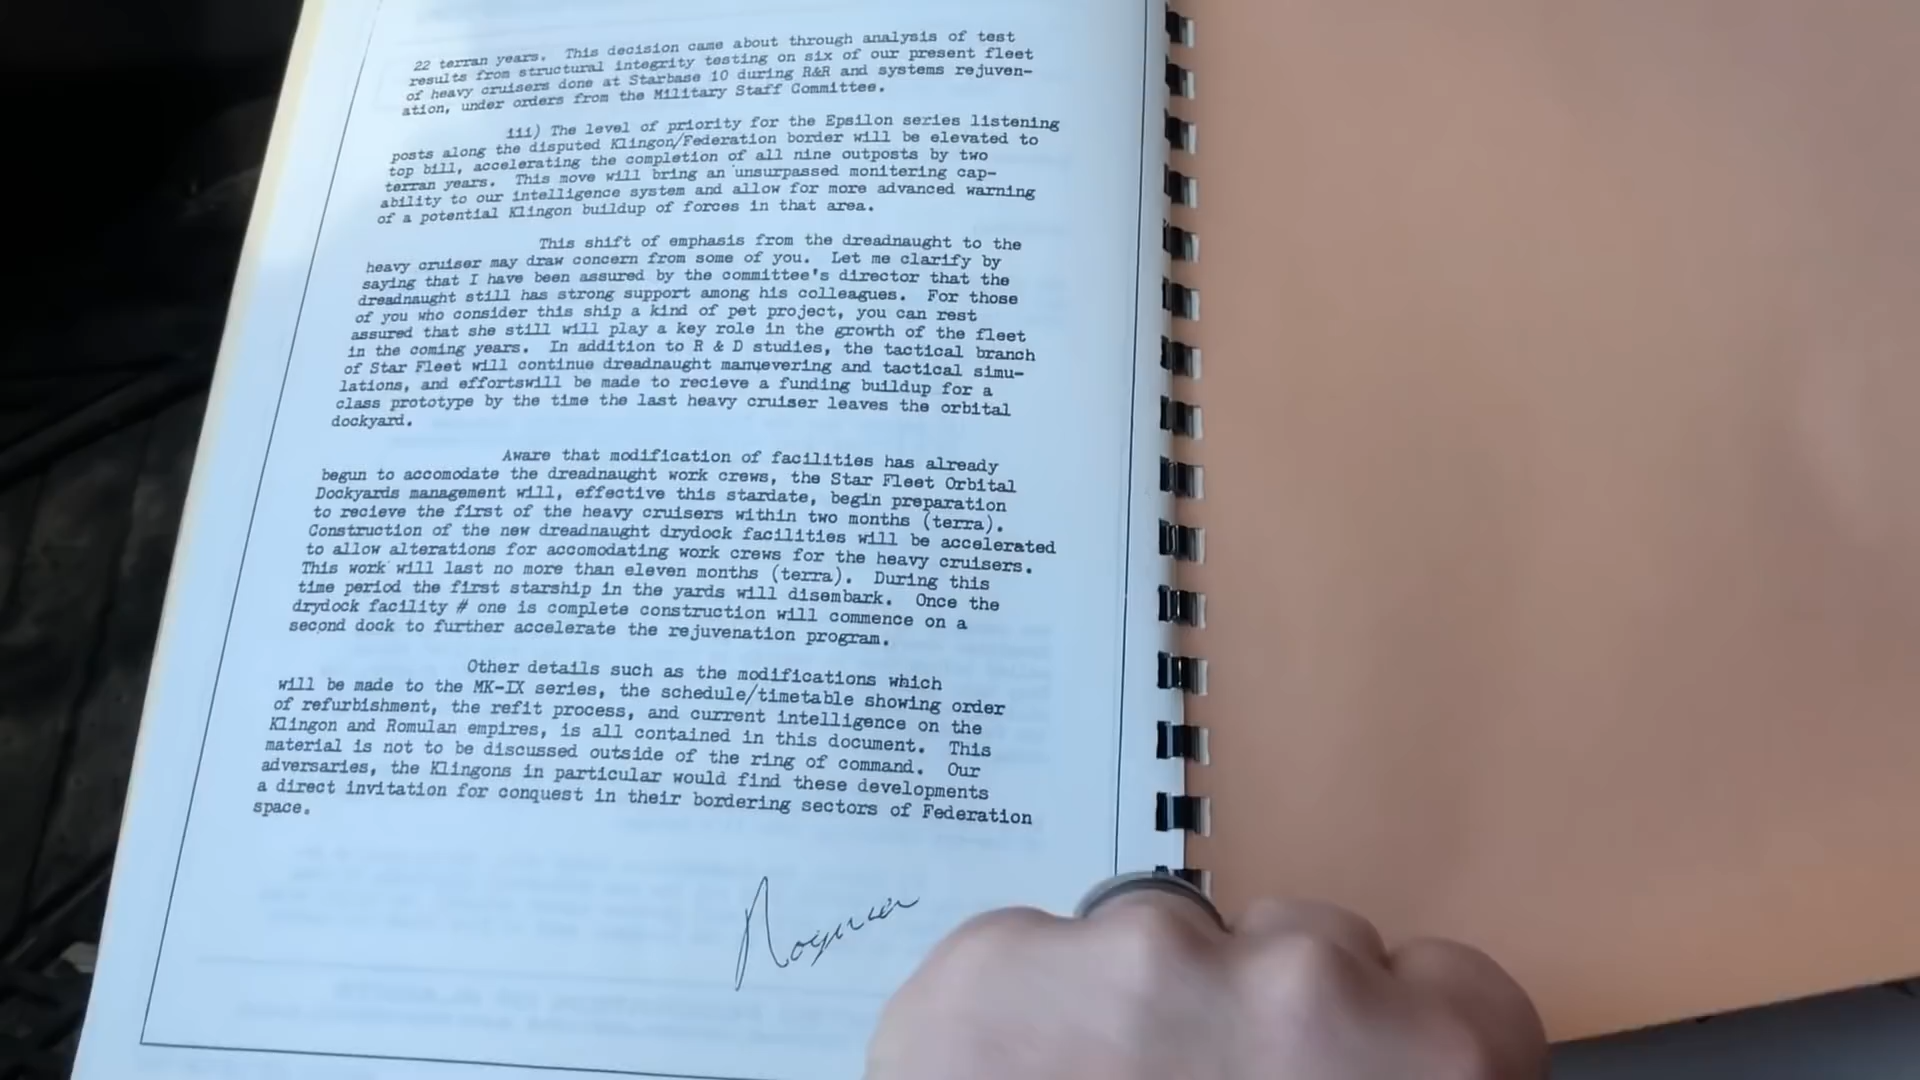 22 terran years.  This decision came about through analysis of test
results from structural integrity testing on six of our present fleet
of heavy cruisers done at Starbase 10 during R&R and systems rejuven-
ation, under orders from the Military Staff Committee.
iii) The level of priority for the Epsilon series listening
posts along the disputed Klingon/Federation border will be elevated to
top bill, accelerating the completion of all nine outposts by two
terran years.  This move will bring an unsurpassed monitoring cap-
ability to our intelligence system and allow for more advanced warning
of a potential Klingon buildup of forces in that area.
This shift of emphasis from the dreadnaught to the
heavy cruiser may draw concern from some of you.  Let me clarify by
saying that I have been assured by the committee's director that the
dreadnaught still has strong support among his colleagues.  For those
of you who consider this ship a kind of pet project, you can rest
assured that she still will play a key role in the growth of the fleet
in the coming years.  In addition to R & D studies, the tactical branch
of Star Fleet will continue dreadnaught manuevering and tactical simu-
lations, and effortswill be made to recieve a funding buildup for a
class prototype by the time the last heavy cruiser leaves the orbital
dockyard.
Aware that modification of facilities has already
begun to accomodate the dreadnaught work crews, the Star Fleet Orbital
Dockyards management will, effective this stardate, begin preparation
to recieve the first of the heavy cruisers within two months (terra).
Construction of the new dreadnaught drydock facilities will be accelerated
to allow alterations for accomodating work crews for the heavy cruisers.
This work will last no more than eleven months (terra).  During this
time period the first starship in the yards will disembark.  Once the
drydock facility # one is complete construction will commence on a
second dock to further accelerate the rejuvenation program.
Other details such as the modifications which
will be made to the MK-IX series, the schedule/timetable showing order
of refurbishment, the refit process, and current intelligence on the
Klingon and Romulan empires, is all contained in this document.  This
material is not to be discussed outside of the ring of command.  Our
adversaries, the Klingons in particular would find these developments
a direct invitation for conquest in their bordering sectors of Federation
space.